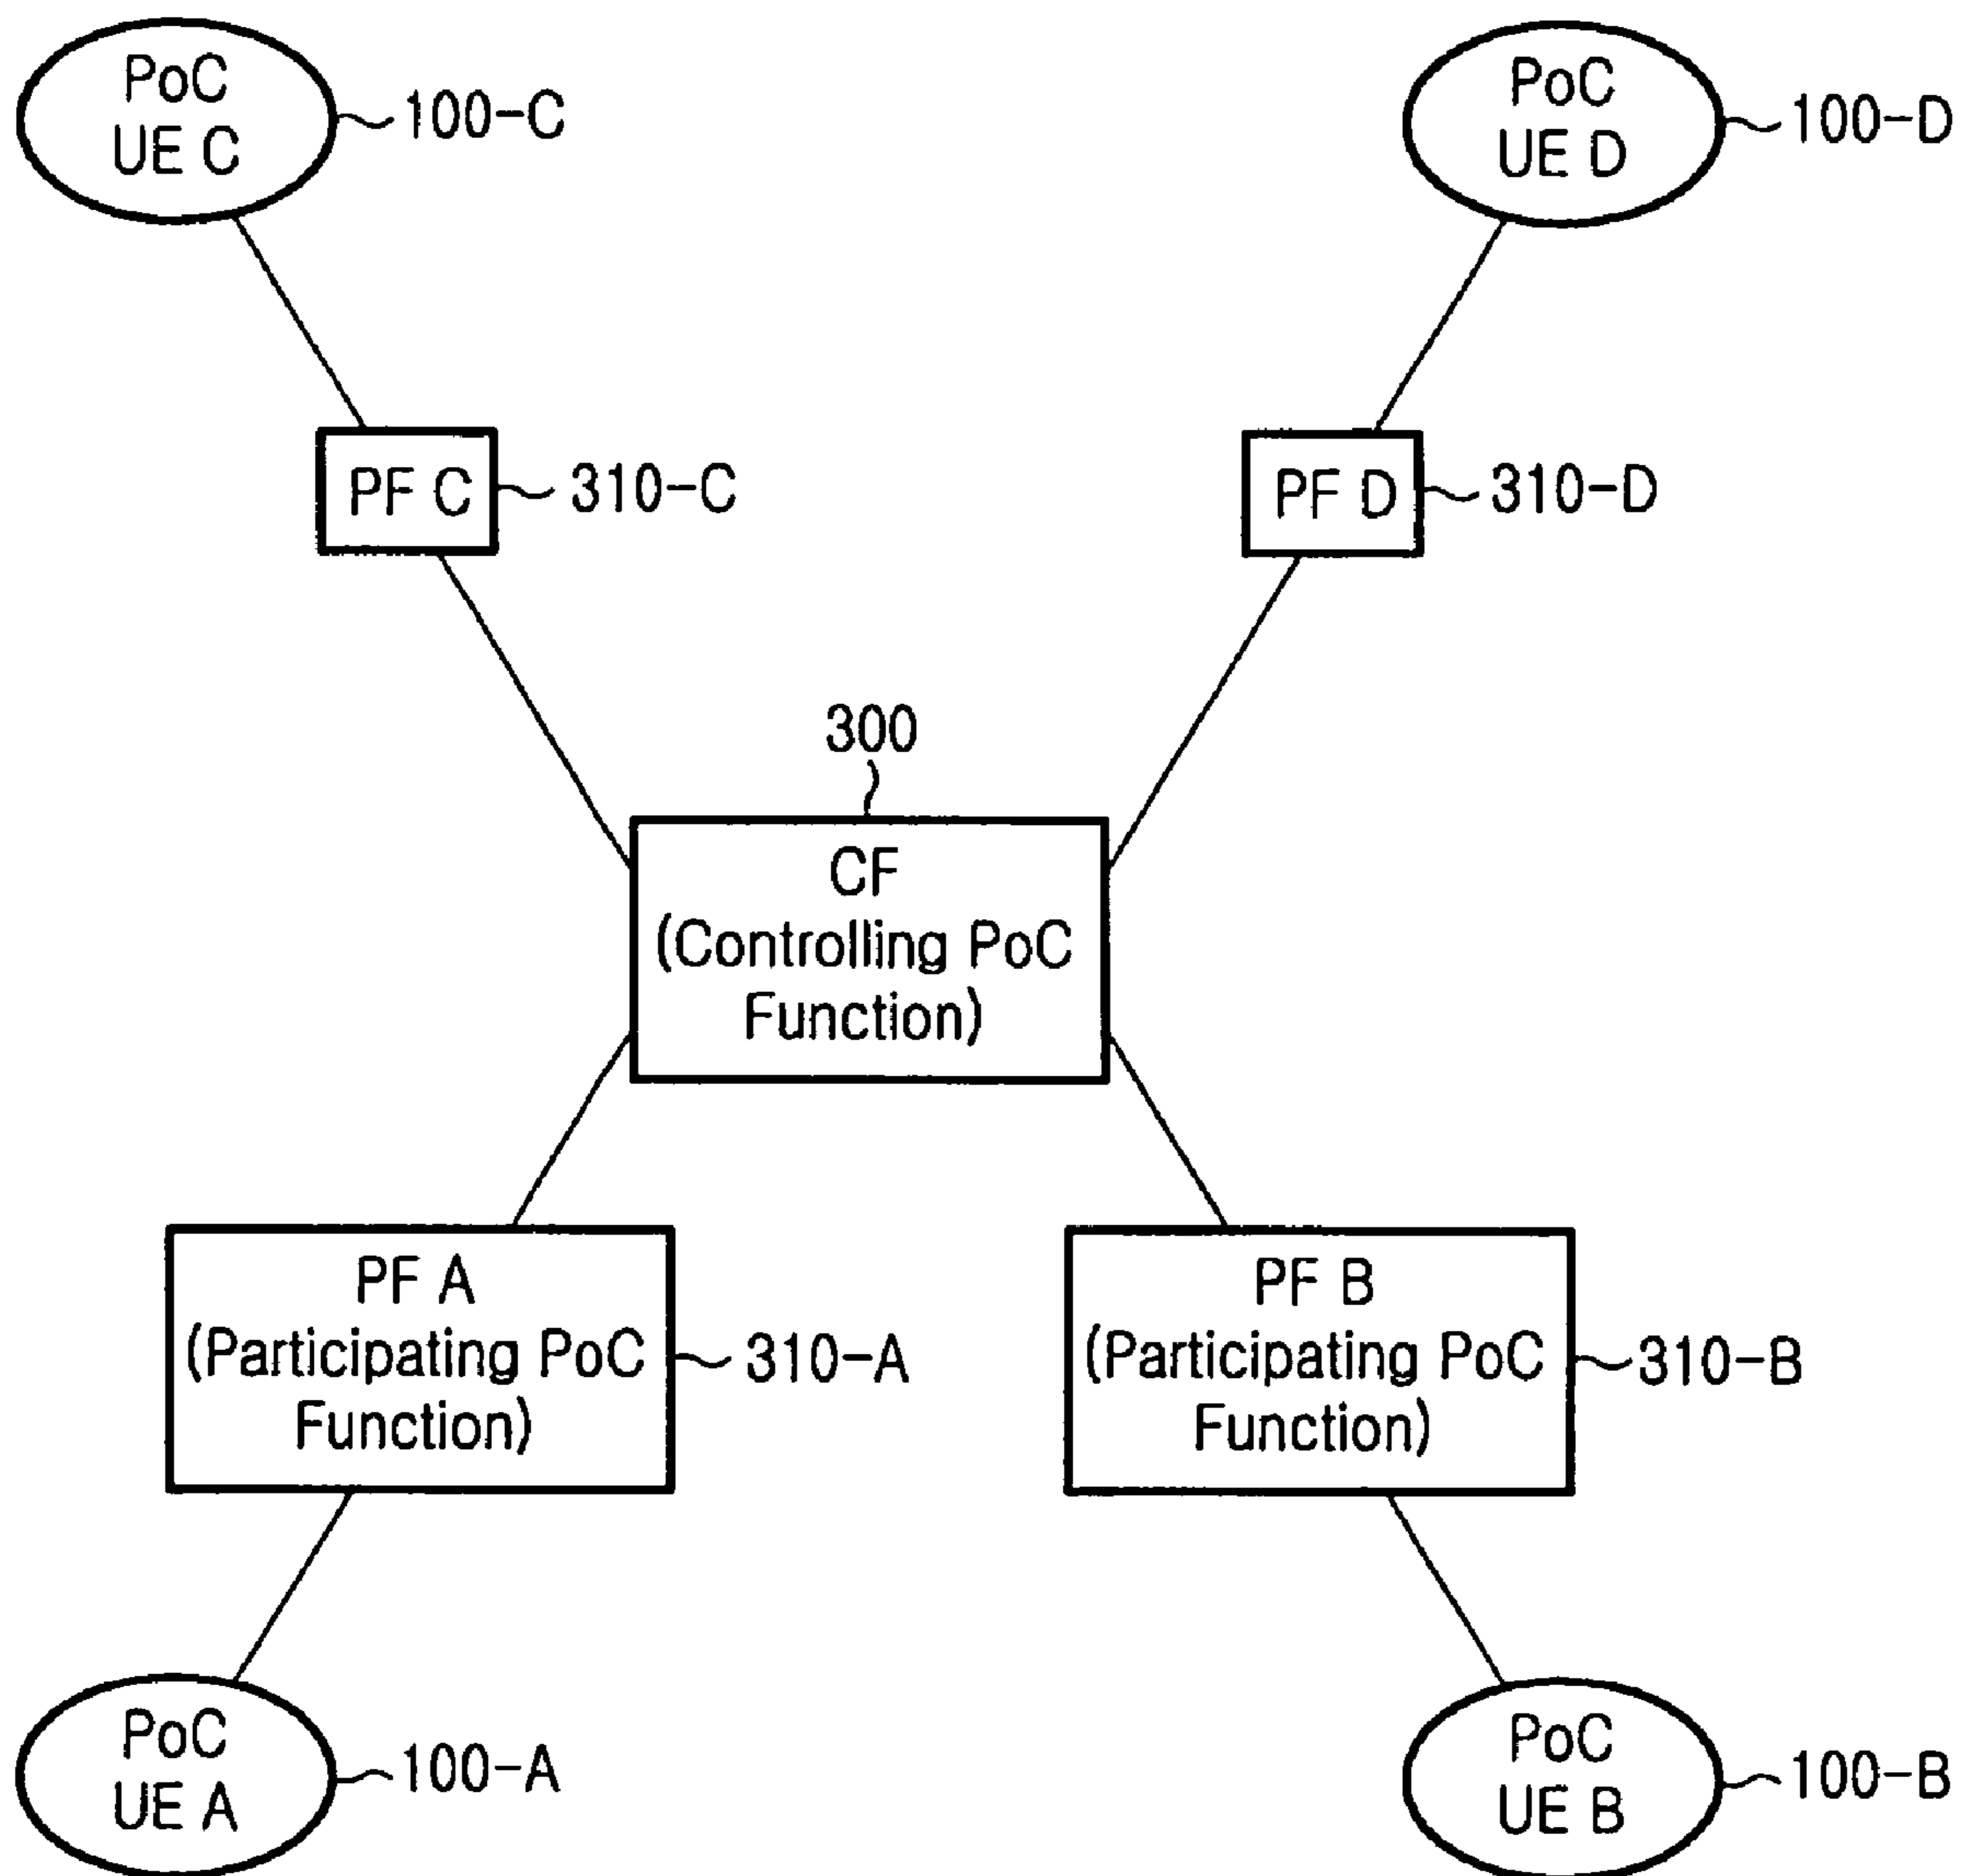 PoC
UE C
100-C
PoC
UE D
100-D
PF C
310-C
PF D
310-D
300
CF
(Controlling PoC
Function)
PF A
(Participating PoC
Function)
310-A
PF B
(Participating PoC
Function)
310-B
PoC
UE A
100-A
PoC
UE B
100-B